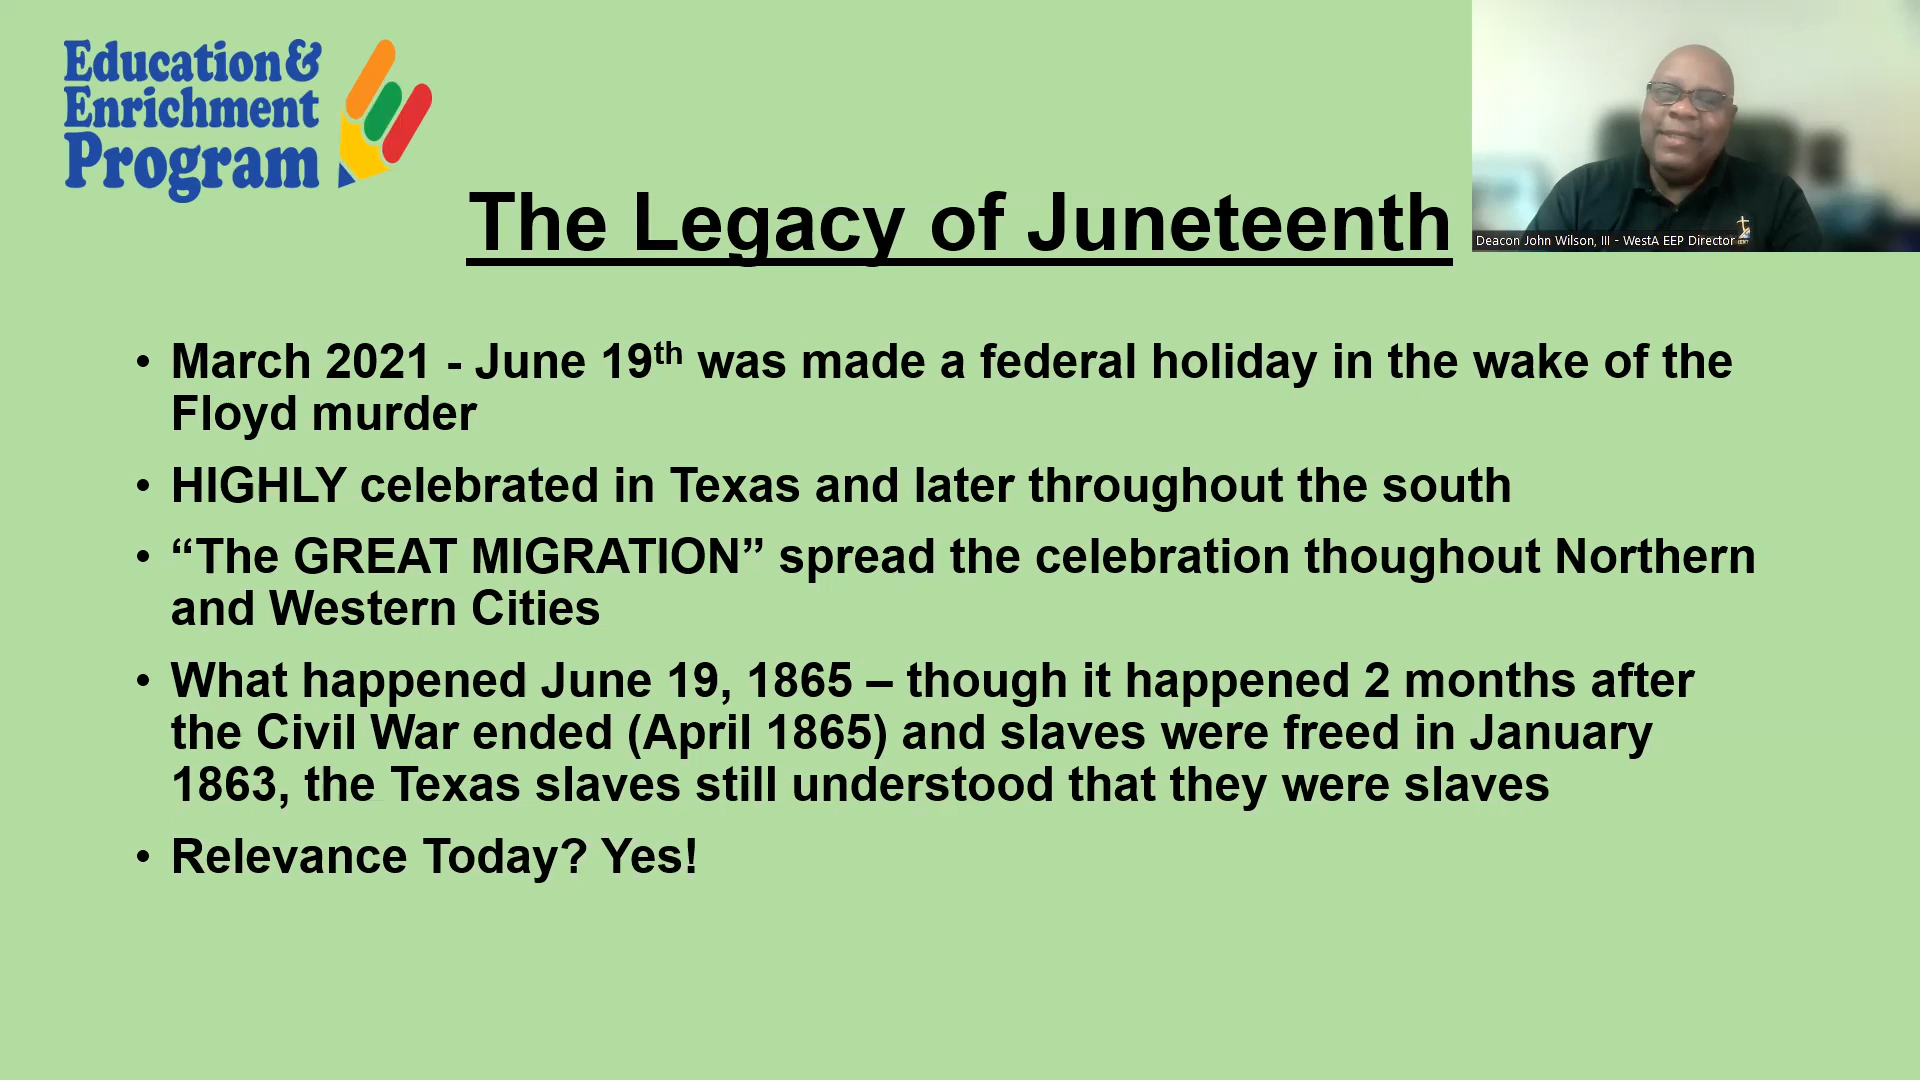 Education&
Enrichment
Program
The Legacy of Juneteenth
Deacon John Wilson, III - WestA EEP Director
• March 2021 - June 19th was made a federal holiday in the wake of the
Floyd murder
• HIGHLY celebrated in Texas and later throughout the south
• “The GREAT MIGRATION” spread the celebration thoughout Northern
and Western Cities
• What happened June 19, 1865 – though it happened 2 months after
the Civil War ended (April 1865) and slaves were freed in January
1863, the Texas slaves still understood that they were slaves
• Relevance Today? Yes!